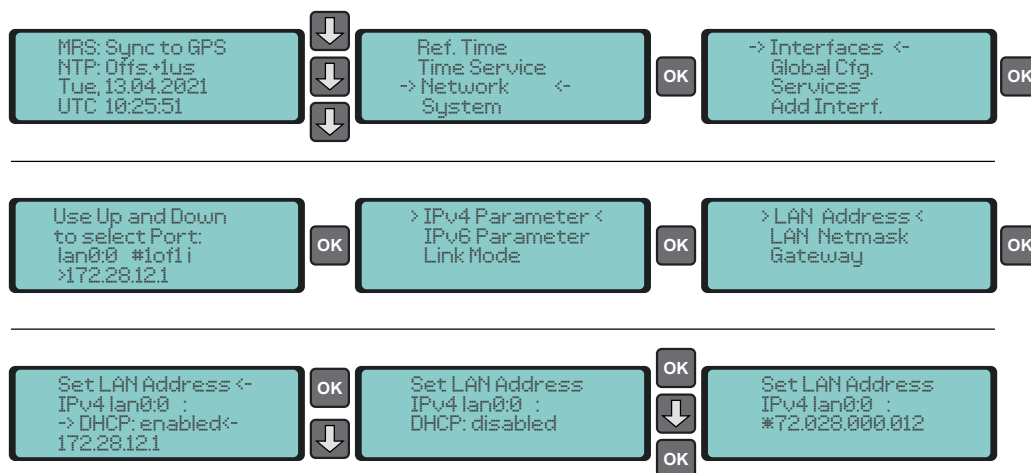 MRS: Sync to GPS
NTP: Offs.+1us
Tue, 13.04.2021
UTC 10:25:51
Ref. Time
Time Service
-> Network <-
System
OK
-> Interfaces <-
Global Cfg.
Services
Add Interf.
OK
Use Up and Down
to select Port:
lan0:0 #1of1 i
>172.28.12.1
OK
> IPv4 Parameter <
IPv6 Parameter
Link Mode
OK
> LAN Address <
LAN Netmask
Gateway
OK
Set LAN Address <-
IPv4 lan0:0 :
-> DHCP: enabled<-
172.28.12.1
OK
Set LAN Address
IPv4 lan0:0 :
DHCP: disabled
OK
OK
Set LAN Address
IPv4 lan0:0 :
*72.028.000.012